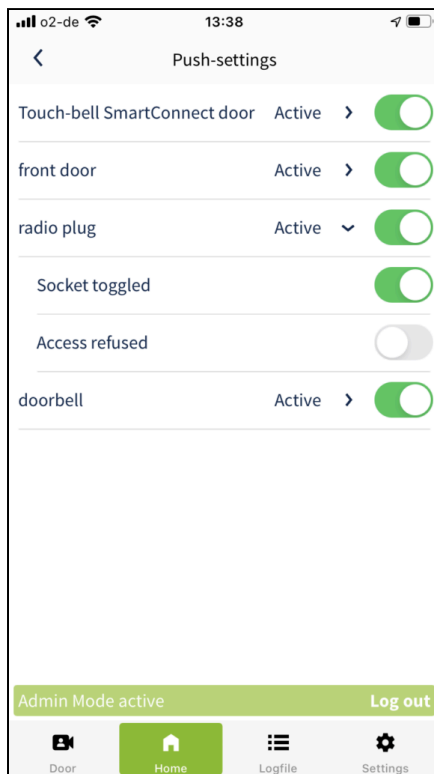 o2-de 13:38
Push-settings
Touch-bell SmartConnect door Active
front door Active
radio plug Active
Socket toggled
Access refused
doorbell Active
Admin Mode active Log out
Door Home Logfile Settings